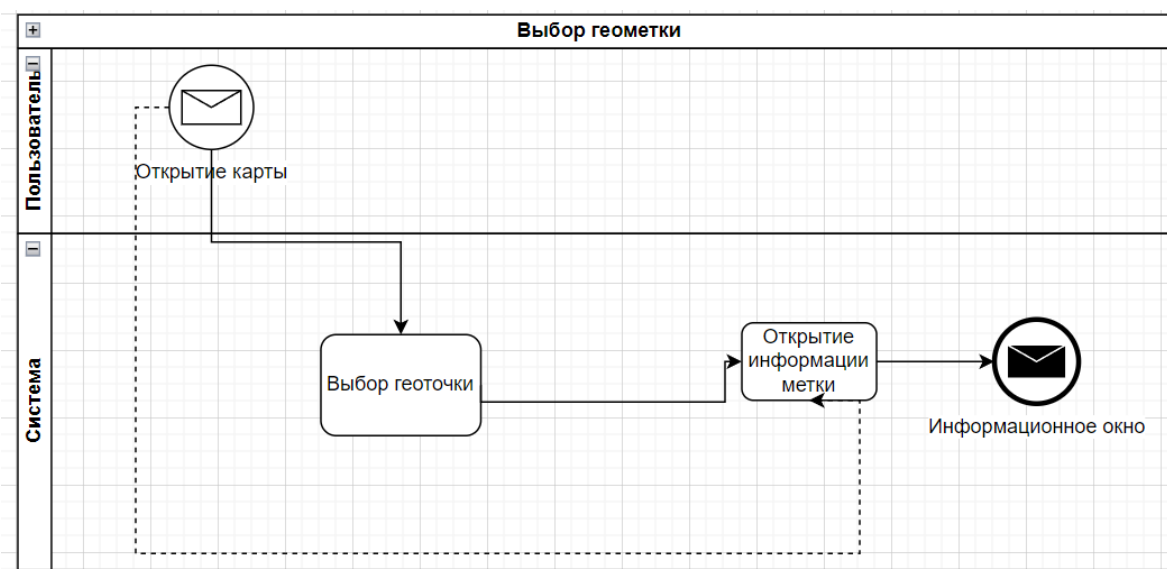 Выбор геометки
Пользователь
Открытие карты
Система
Выбор геоточки
Открытие
информации
метки
Информационное окно